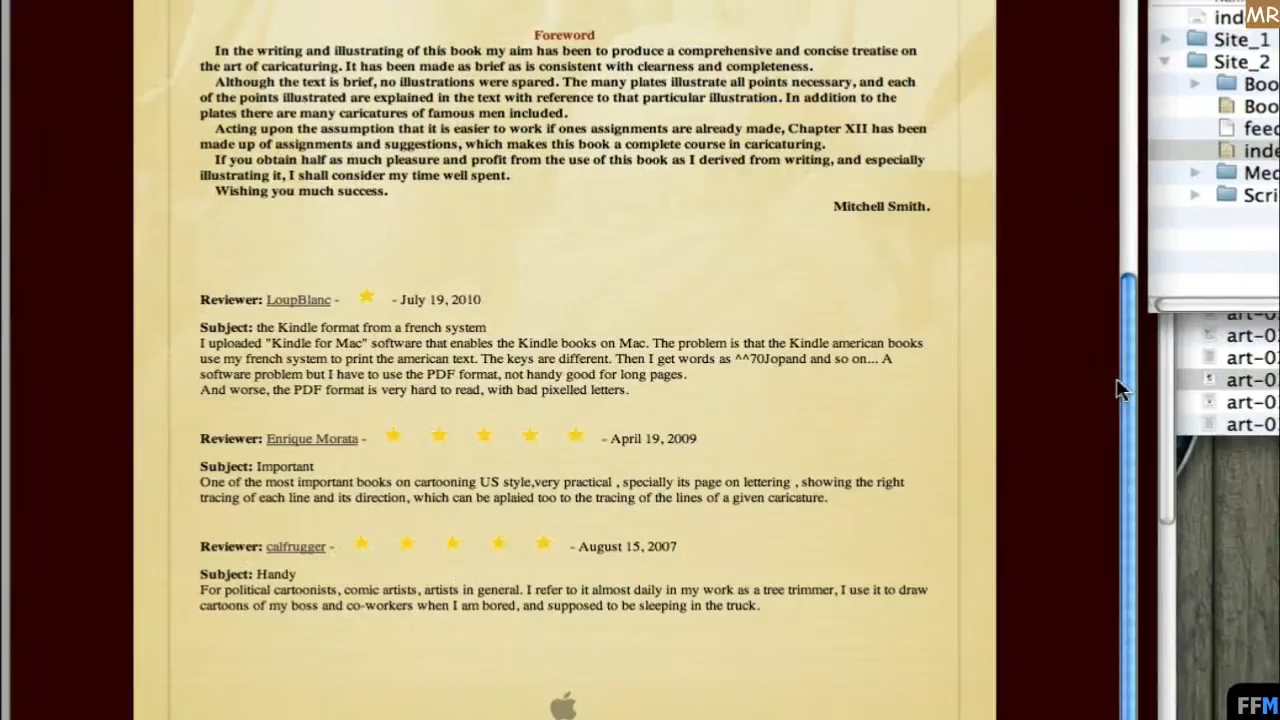 Foreword
In the writing and illustrating of this book my aim has been to produce a comprehensive and concise treatise on
the art of caricaturing. It has been made as brief as is consistent with clearness and completeness.
Although the text is brief, no illustrations were spared. The many plates illustrate all points necessary, and each
of the points illustrated are explained in the text with reference to that particular illustration. In addition to the
plates there are many caricatures of famous men included.
Acting upon the assumption that it is easier to work if ones assignments are already made, Chapter XII has been
made up of assignments and suggestions, which makes this book a complete course in caricaturing.
If you obtain half as much pleasure and profit from the use of this book as I derived from writing, and especially
illustrating it, I shall consider my time well spent.
Wishing you much success.
Mitchell Smith.
Reviewer: LoupBlanc - - July 19, 2010
Subject: the Kindle format from a french system
I uploaded "Kindle for Mac" software that enables the Kindle books on Mac. The problem is that the Kindle american books
use my french system to print the american text. The keys are different. Then I get words as ^^70Jopand and so on... A
software problem but I have to use the PDF format, not handy good for long pages.
And worse, the PDF format is very hard to read, with bad pixelled letters.
Reviewer: Enrique Morata - - April 19, 2009
Subject: Important
One of the most important books on cartooning US style,very practical , specially its page on lettering , showing the right
tracing of each line and its direction, which can be aplaied too to the tracing of the lines of a given caricature.
Reviewer: calfrugger - - August 15, 2007
Subject: Handy
For political cartoonists, comic artists, artists in general. I refer to it almost daily in my work as a tree trimmer, I use it to draw
cartoons of my boss and co-workers when I am bored, and supposed to be sleeping in the truck.
MR
ind
Site_1
Site_2
Boo
Boo
feed
inde
Med
Scri
art-0
art-0
art-0
art-0
art-0
FFM